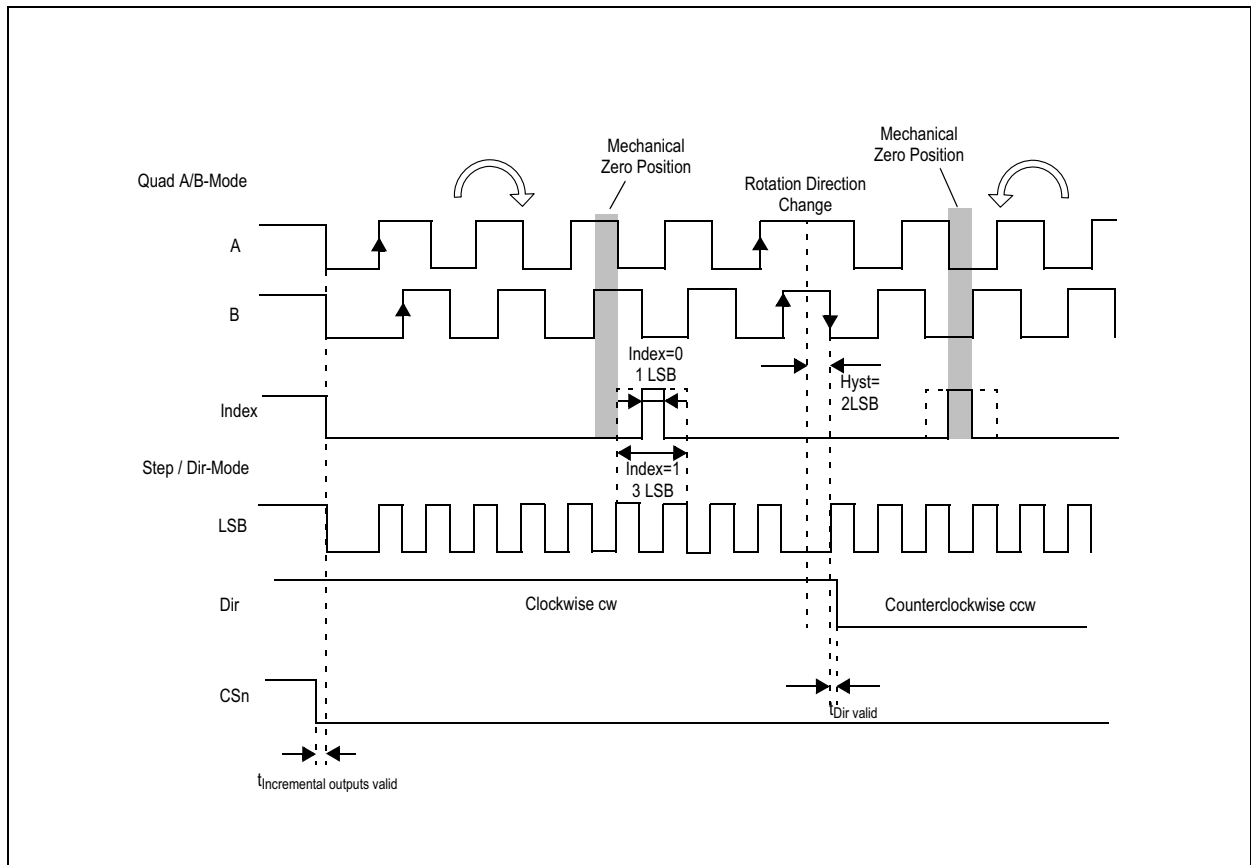 Mechanical
Zero Position
Mechanical
Zero Position
Quad A/B-Mode
Rotation Direction
Change
A
B
Index=0
1 LSB
Hyst=
2LSB
Index
Step / Dir-Mode
Index=1
3 LSB
LSB
Dir
Clockwise cw
Counterclockwise ccw
CSn
tDir valid
tIncremental outputs valid